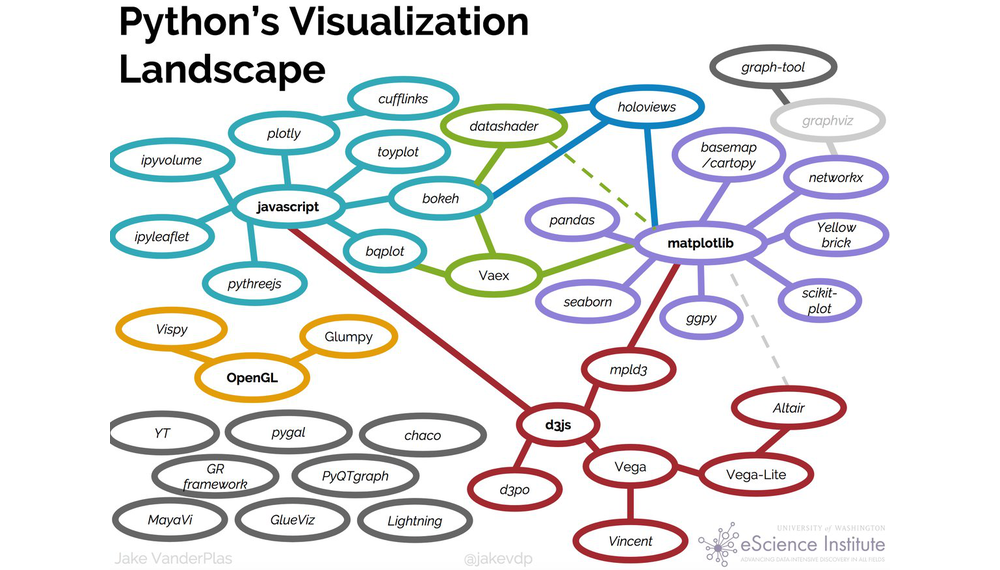 Python's Visualization
Landscape
graph-tool
cufflinks
holoviews
graphviz
datashader
plotly
basemap
/cartopy
toyplot
ipyvolume
networkx
bokeh
javascript
pandas
Yellow
brick
ipyleaflet
matplotlib
bqplot
Vaex
pythreejs
seaborn
scikit-
plot
ggpy
Vispy
Glumpy
OpenGL
mpld3
Altair
d3js
YT
pygal
chaco
Vega
Vega-Lite
GR
framework
PyQTgraph
d3po
MayaVi
GlueViz
Lightning
Vincent
UNIVERSITY of WASHINGTON
eScience Institute
ADVANCING DATA-INTENSIVE DISCOVERY IN ALL FIELDS
Jake VanderPlas
@jakevdp